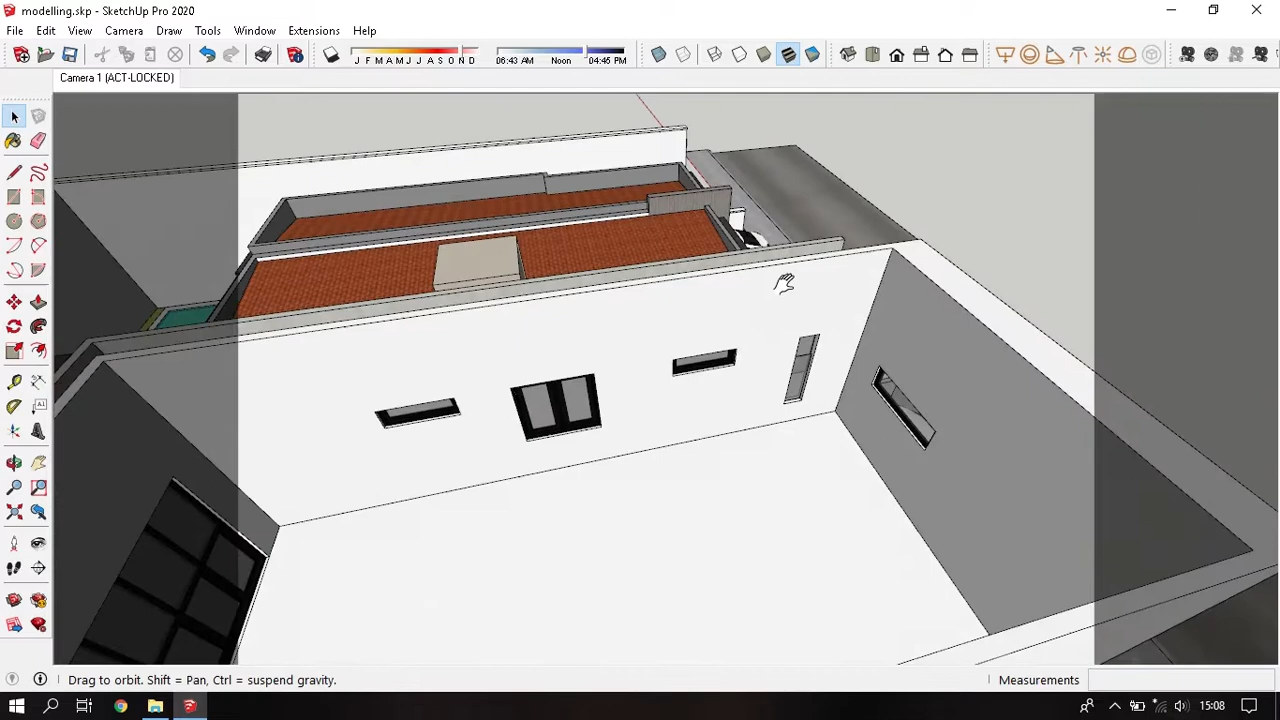 modelling.skp - SketchUp Pro 2020
File Edit View Camera Draw Tools Window Extensions Help
J F M A M J J A S O N D
06:43 AM Noon 04:45 PM
Camera 1 (ACT-LOCKED)
A1
Drag to orbit. Shift = Pan, Ctrl = suspend gravity.
Measurements
15:08